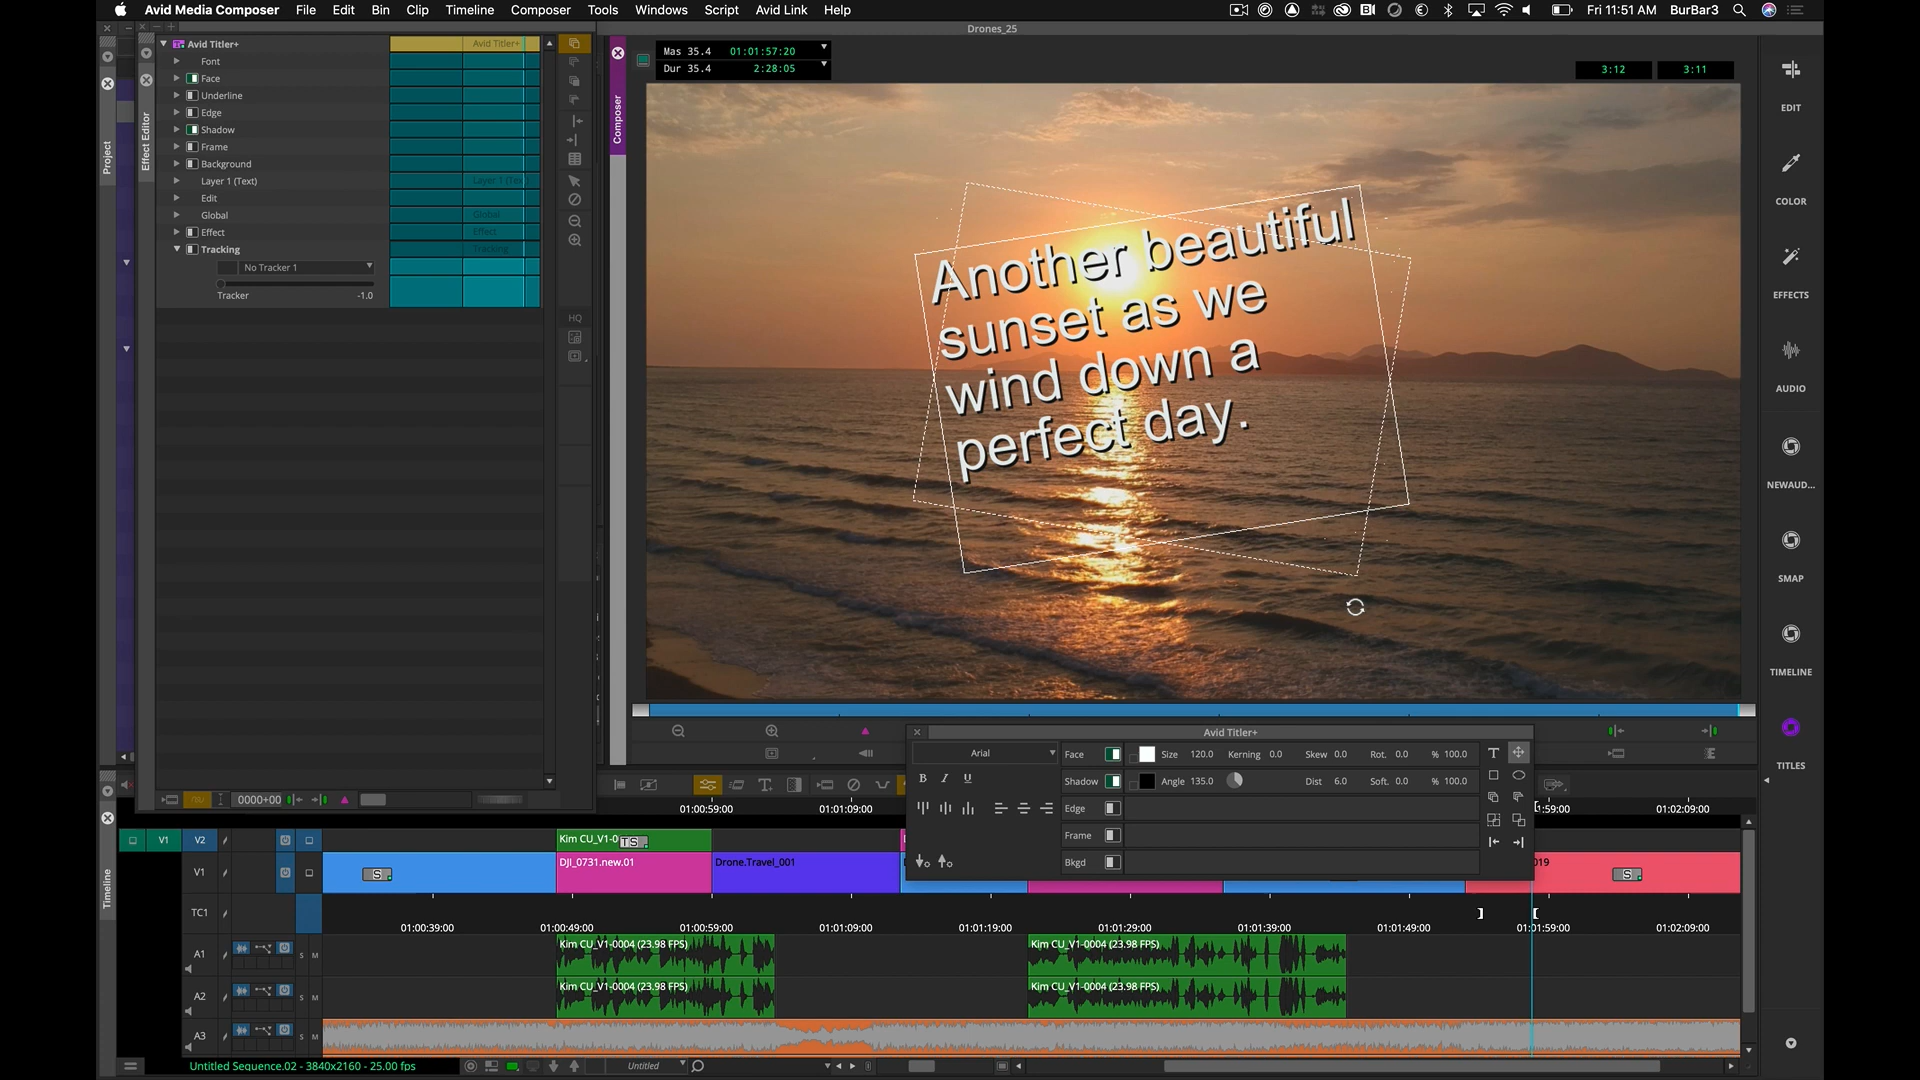 Avid Media Composer File Edit Bin Clip Timeline Composer Tools Windows Script Avid Link Help Fri 11:51 AM BurBar3
Drones_25
Avid Titler+ Avid Titler+
Font
Face
Underline
Edge
Shadow
Frame
Background
Layer 1 (Text)
Edit
Global Global
Effect Effect
Tracking Tracking
No Tracker 1
Tracker -1.0
Project
Effect Editor
HQ
0000+00
Composer
Mas 35.4 01:01:57:20
Dur 35.4 2:28:05
3:12 3:11
Another beautiful
sunset as we
wind down a
perfect day.
EDIT
COLOR
EFFECTS
AUDIO
NEWAUD...
SMAP
TIMELINE
TITLES
Avid Titler+
Arial Face Size 120.0 Kerning 0.0 Skew 0.0 Rot. 0.0 % 100.0 T
B I U Shadow Angle 135.0 Dist 6.0 Soft. 0.0 % 100.0
Edge
Frame
Bkgd
Timeline
01:00:59:00 01:01:09:00 :59:00 01:02:09:00
V1 V2 Kim CU_V1-0 TS
V1 S DJI_0731.new.01 Drone.Travel_001 019 S
TC1
01:00:39:00 01:00:49:00 01:00:59:00 01:01:09:00 01:01:19:00 01:01:29:00 01:01:39:00 01:01:49:00 01:01:59:00 01:02:09:00
A1 S M Kim CU_V1-0004 (23.98 FPS) Kim CU_V1-0004 (23.98 FPS)
A2 S M Kim CU_V1-0004 (23.98 FPS) Kim CU_V1-0004 (23.98 FPS)
A3 S M
Untitled Sequence.02 - 3840x2160 - 25.00 fps Untitled